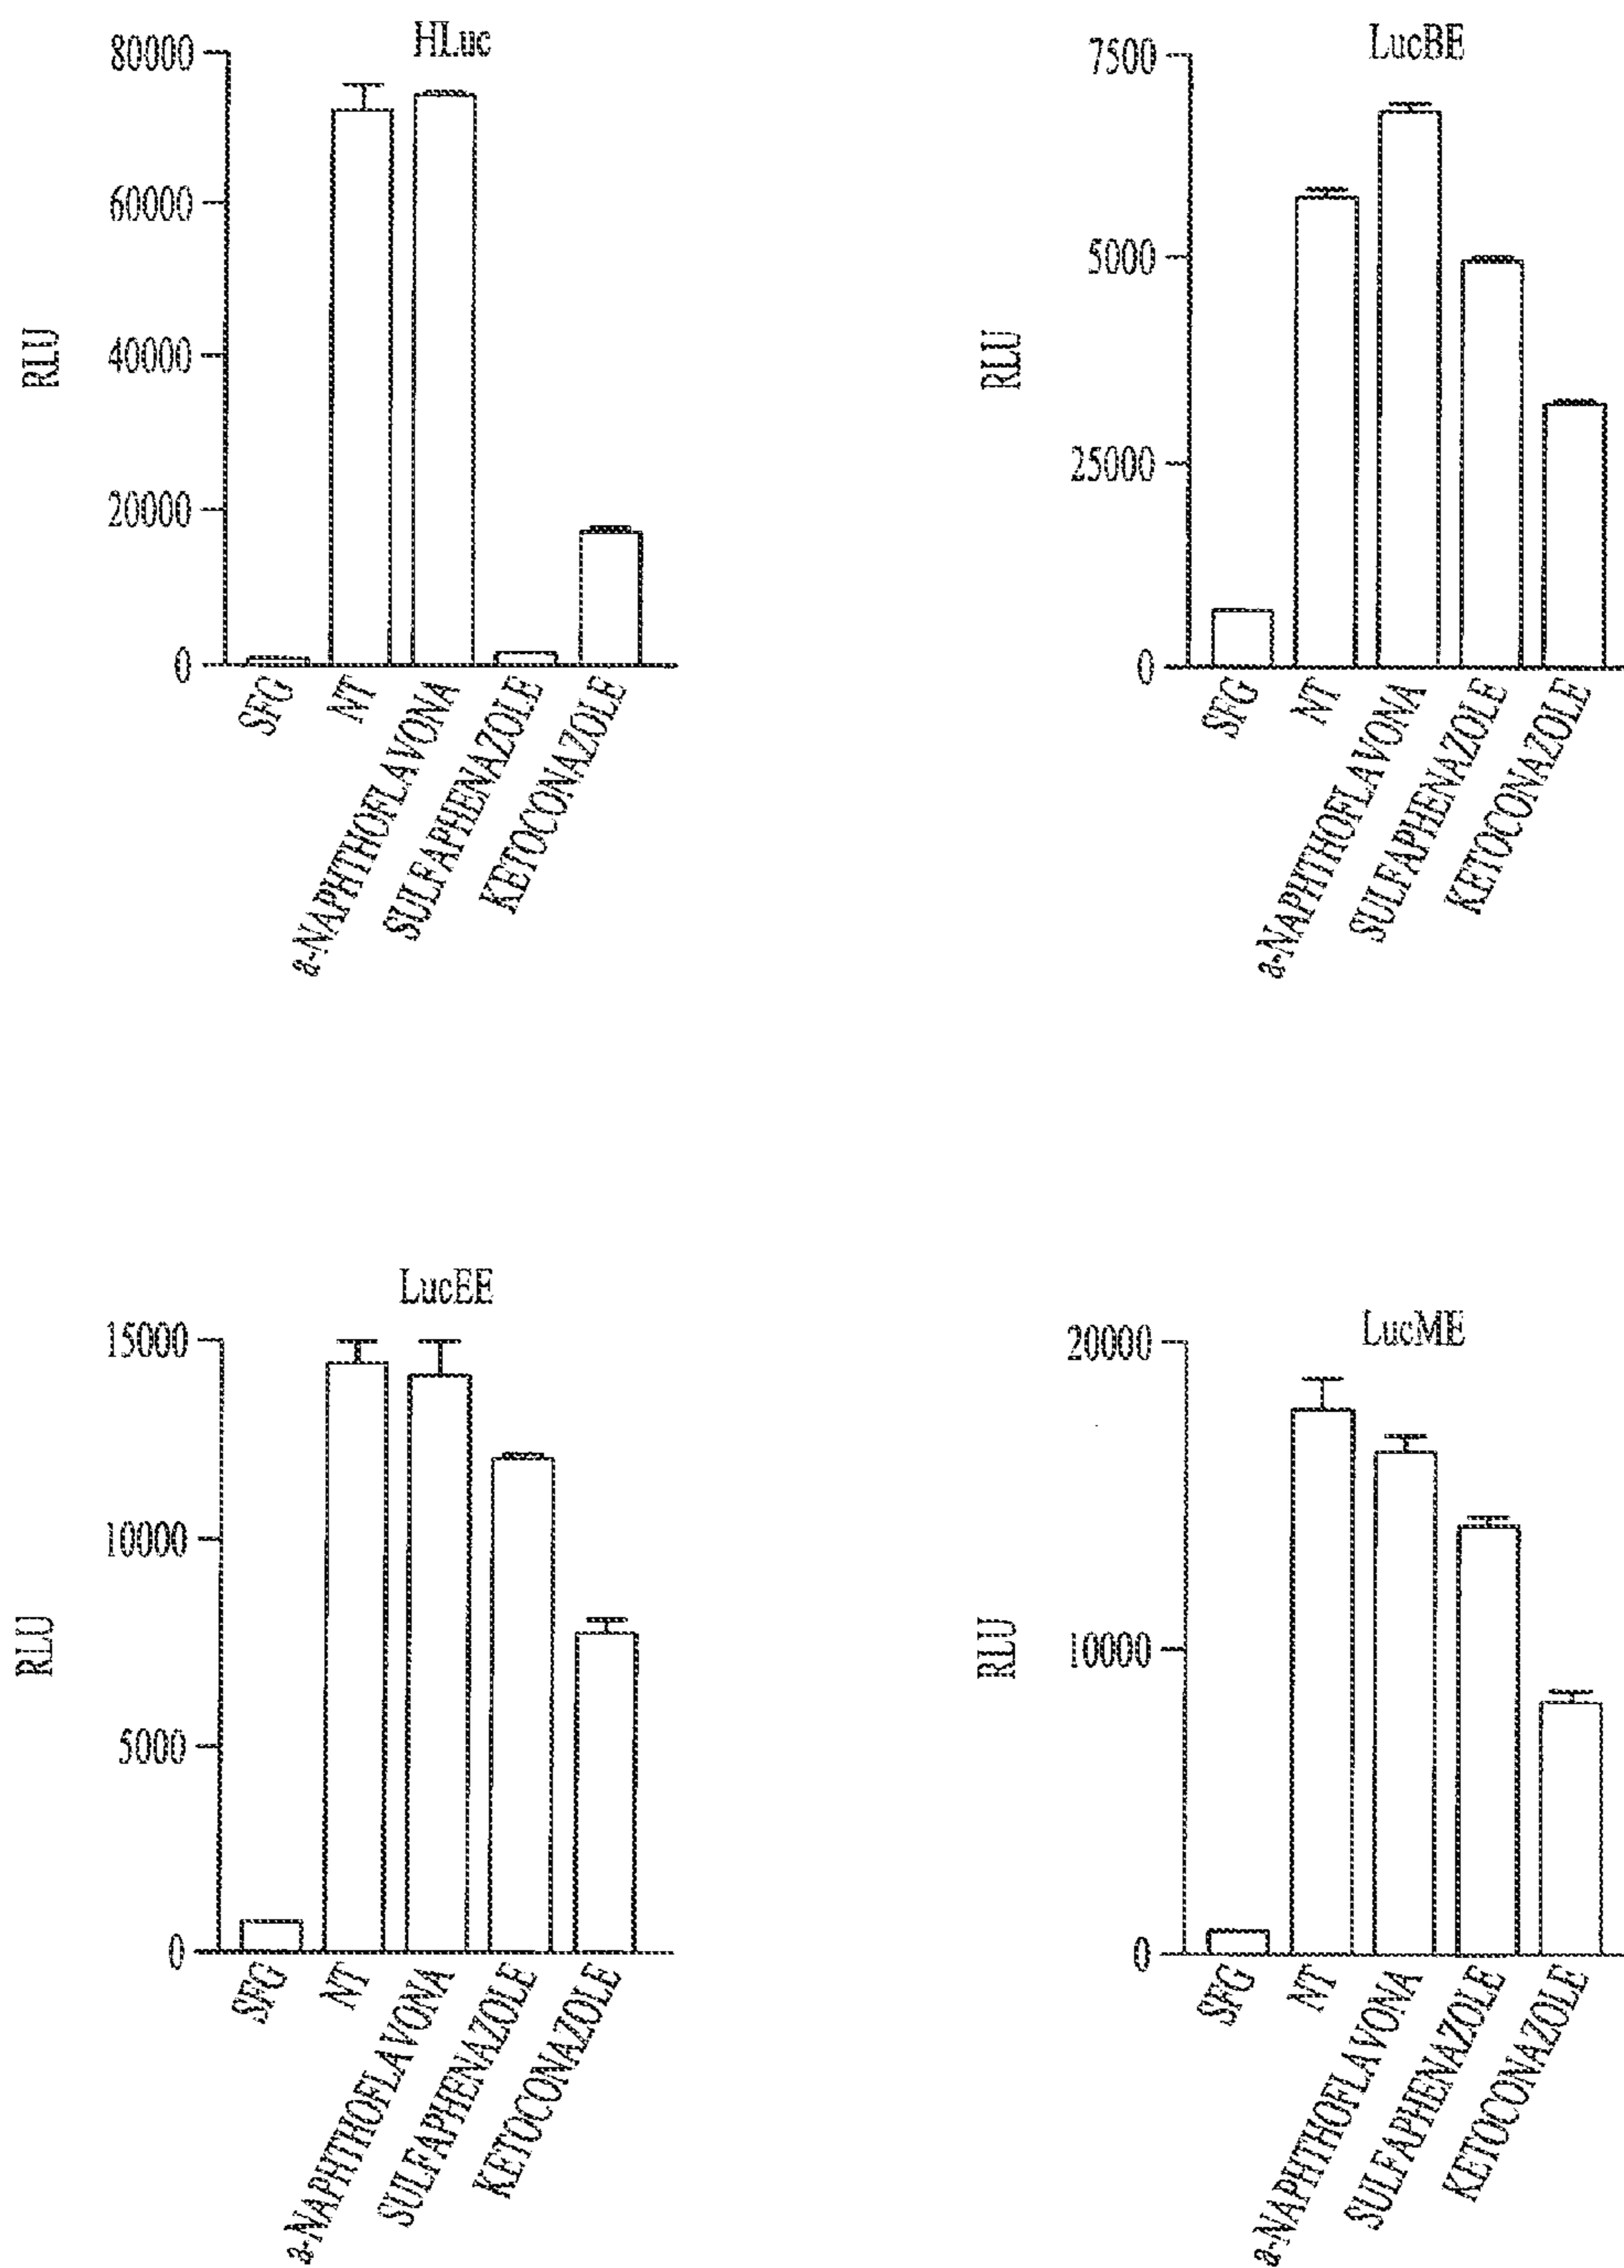 HLuc
80000
60000
40000
20000
0
RLU
SFG
NT
a-NAPHTHOFLAVONA
SULFAPHENAZOLE
KETOCONAZOLE
LucBE
7500
5000
25000
0
RLU
SFG
NT
a-NAPHTHOFLAVONA
SULFAPHENAZOLE
KETOCONAZOLE
LucEE
15000
10000
5000
0
RLU
SFG
NT
a-NAPHTHOFLAVONA
SULFAPHENAZOLE
KETOCONAZOLE
LucME
20000
10000
0
RLU
SFG
NT
a-NAPHTHOFLAVONA
SULFAPHENAZOLE
KETOCONAZOLE